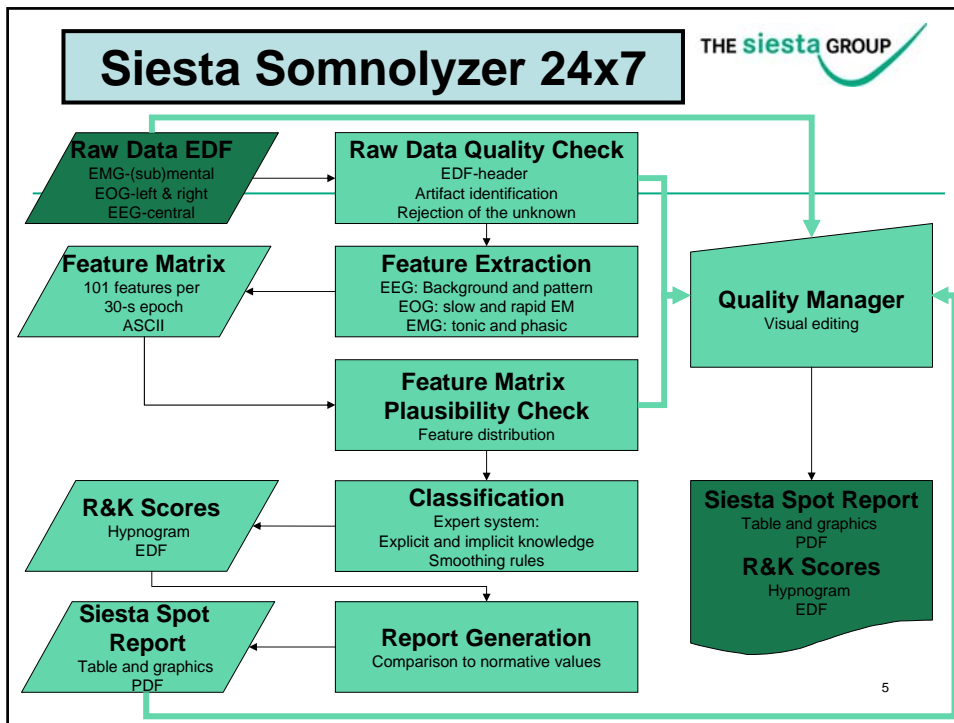 Siesta Somnolyzer 24x7
THE siesta GROUP
Raw Data EDF
EMG-(sub)mental
EOG-left & right
EEG-central
Raw Data Quality Check
EDF-header
Artifact identification
Rejection of the unknown
Feature Matrix
101 features per
30-s epoch
ASCII
Feature Extraction
EEG: Background and pattern
EOG: slow and rapid EM
EMG: tonic and phasic
Quality Manager
Visual editing
Feature Matrix
Plausibility Check
Feature distribution
R&K Scores
Hypnogram
EDF
Classification
Expert system:
Explicit and implicit knowledge
Smoothing rules
Siesta Spot Report
Table and graphics
PDF
R&K Scores
Hypnogram
EDF
Siesta Spot
Report
Table and graphics
PDF
Report Generation
Comparison to normative values
5